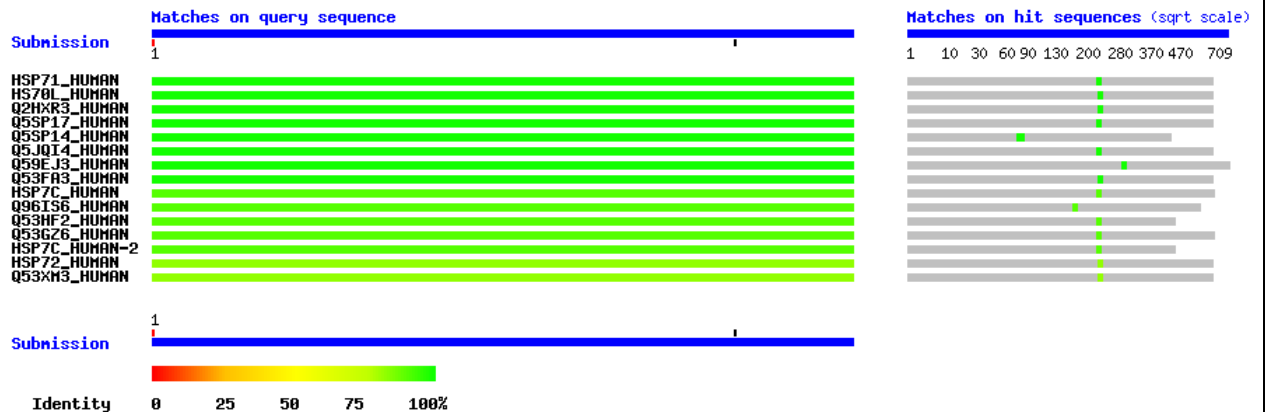 Matches on query sequence Matches on hit sequences (sqrt scale)
Submission
1 1 10 30 60 90 130 200 280 370 470 709
HSP71_HUMAN
HS70L_HUMAN
Q2HXR3_HUMAN
Q5SP17_HUMAN
Q5SP14_HUMAN
Q5JQI4_HUMAN
Q59EJ3_HUMAN
Q53FA3_HUMAN
HSP7C_HUMAN
Q96IS6_HUMAN
Q53HF2_HUMAN
Q53GZ6_HUMAN
HSP7C_HUMAN-2
HSP72_HUMAN
Q53XM3_HUMAN
1
Submission
Identity 0 25 50 75 100%